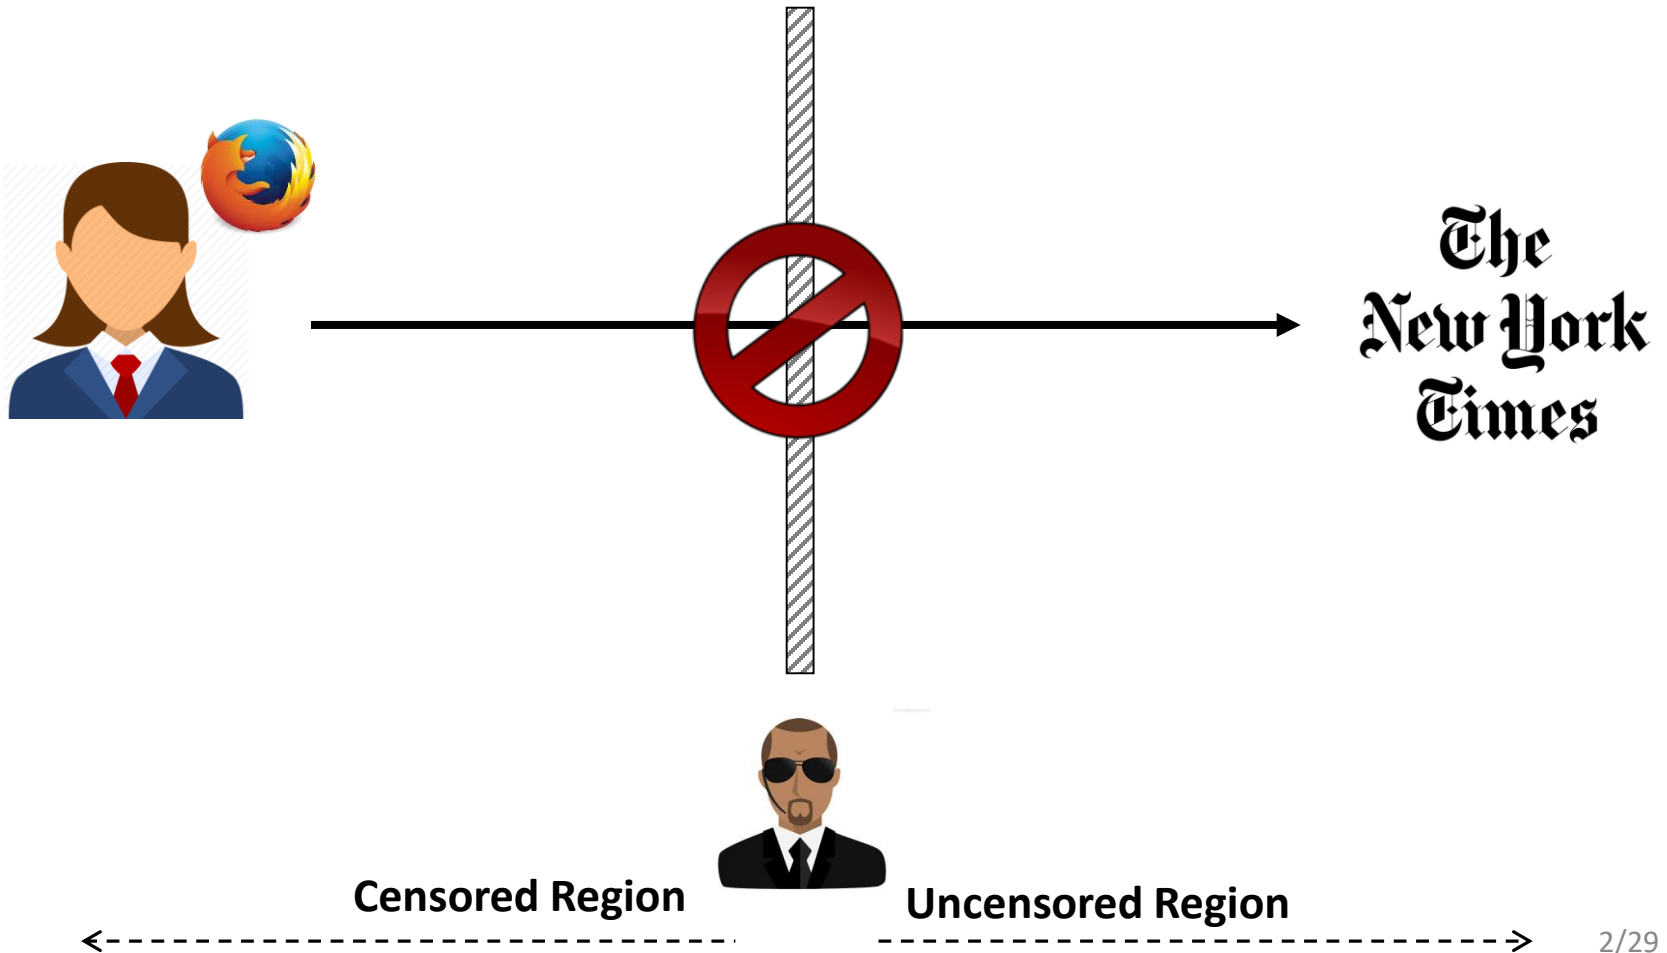 The
New York
Times
Censored Region
Uncensored Region
2/29